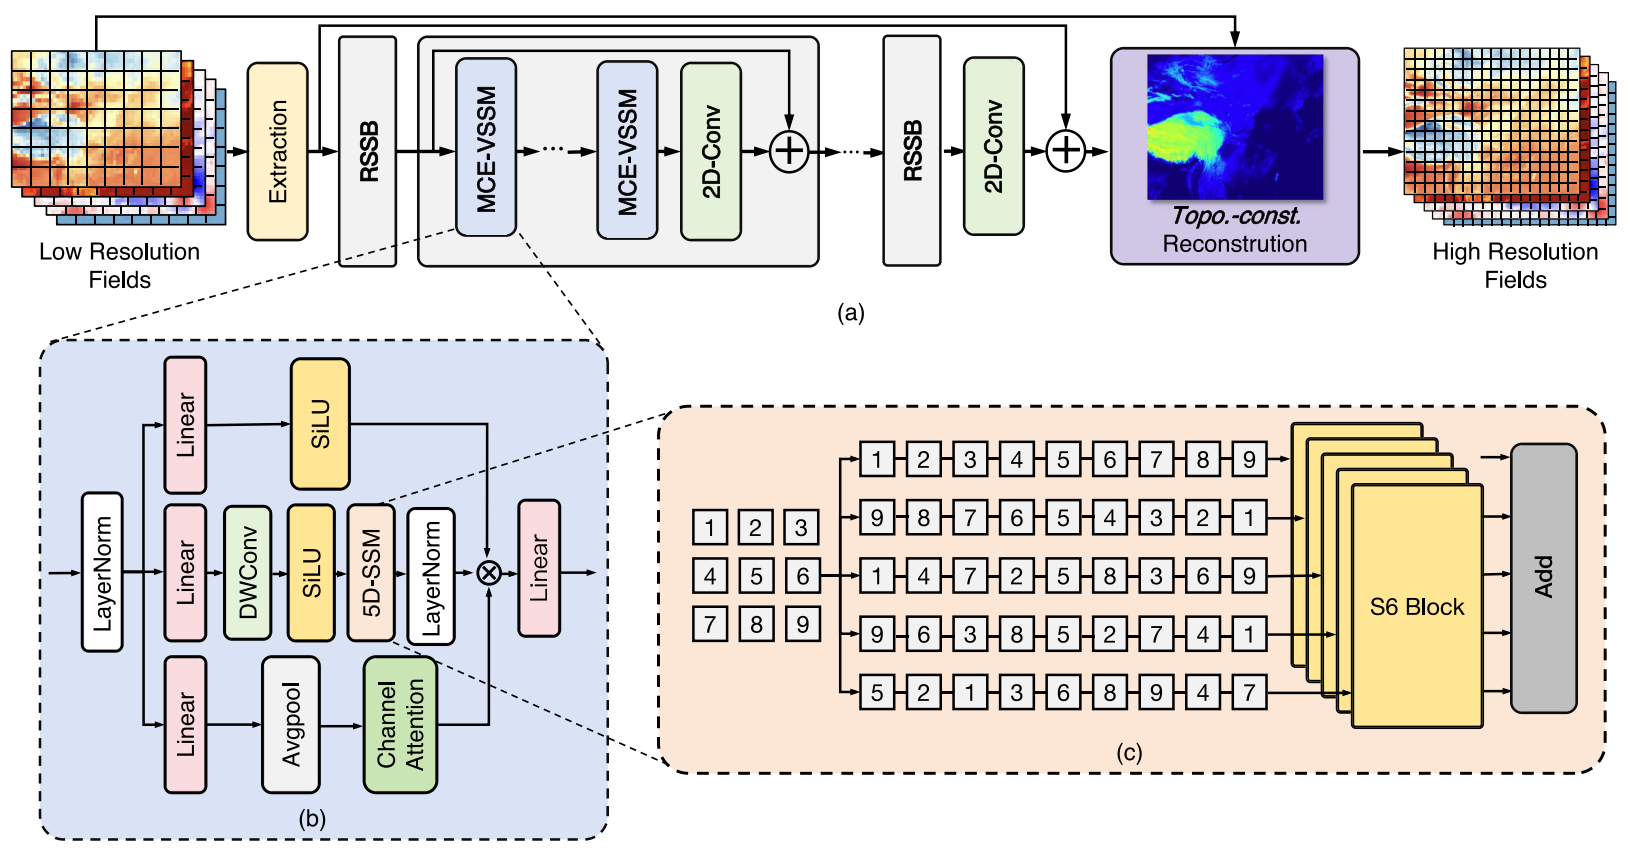 Low Resolution
Fields
Extraction
RSSB
MCE-VSSM
...
MCE-VSSM
2D-Conv
+
...
RSSB
2D-Conv
+
Topo.-const.
Reconstrution
High Resolution
Fields
(a)
LayerNorm
Linear
SiLU
Linear
DWConv
SiLU
5D-SSM
LayerNorm
Linear
Avgpool
Channel
Attention
×
Linear
(b)
1 2 3
4 5 6
7 8 9
1 2 3 4 5 6 7 8 9
9 8 7 6 5 4 3 2 1
1 4 7 2 5 8 3 6 9
9 6 3 8 5 2 7 4 1
5 2 1 3 6 8 9 4 7
S6 Block
Add
(c)